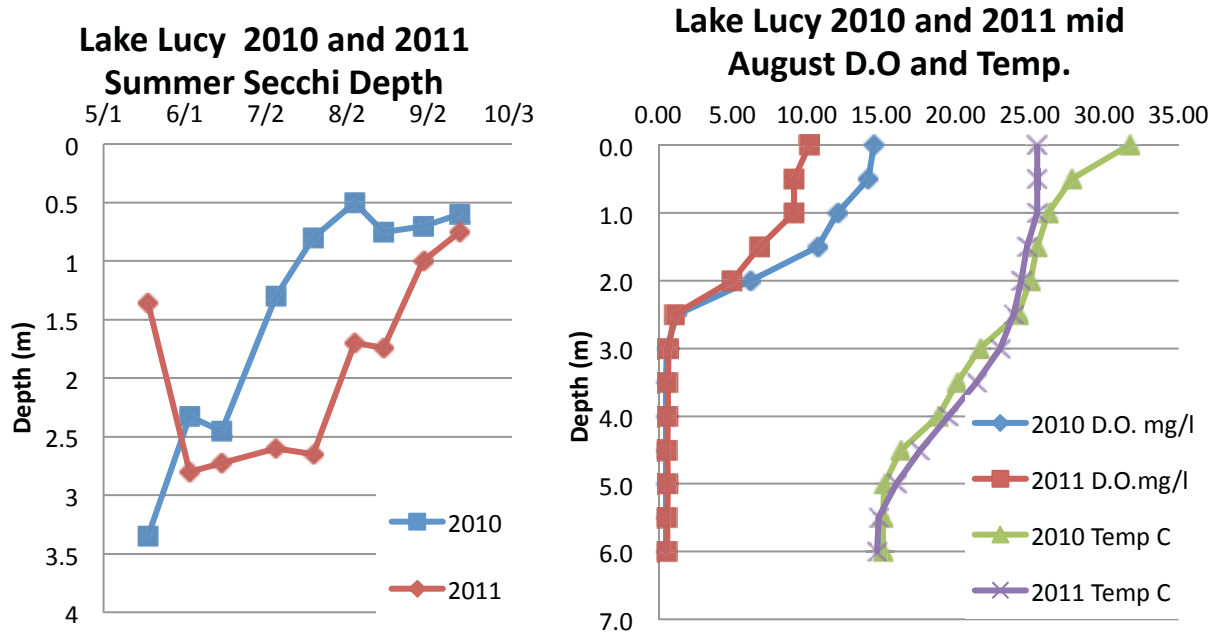 Lake Lucy 2010 and 2011
Summer Secchi Depth
5/1 6/1 7/2 8/2 9/2 10/3
0
0.5
1
1.5
2
2.5
3
3.5
4
Depth (m)
2010
2011
Lake Lucy 2010 and 2011 mid
August D.O and Temp.
0.00 5.00 10.00 15.00 20.00 25.00 30.00 35.00
0.0
1.0
2.0
3.0
4.0
5.0
6.0
7.0
Depth (m)
2010 D.O. mg/l
2011 D.O.mg/l
2010 Temp C
2011 Temp C